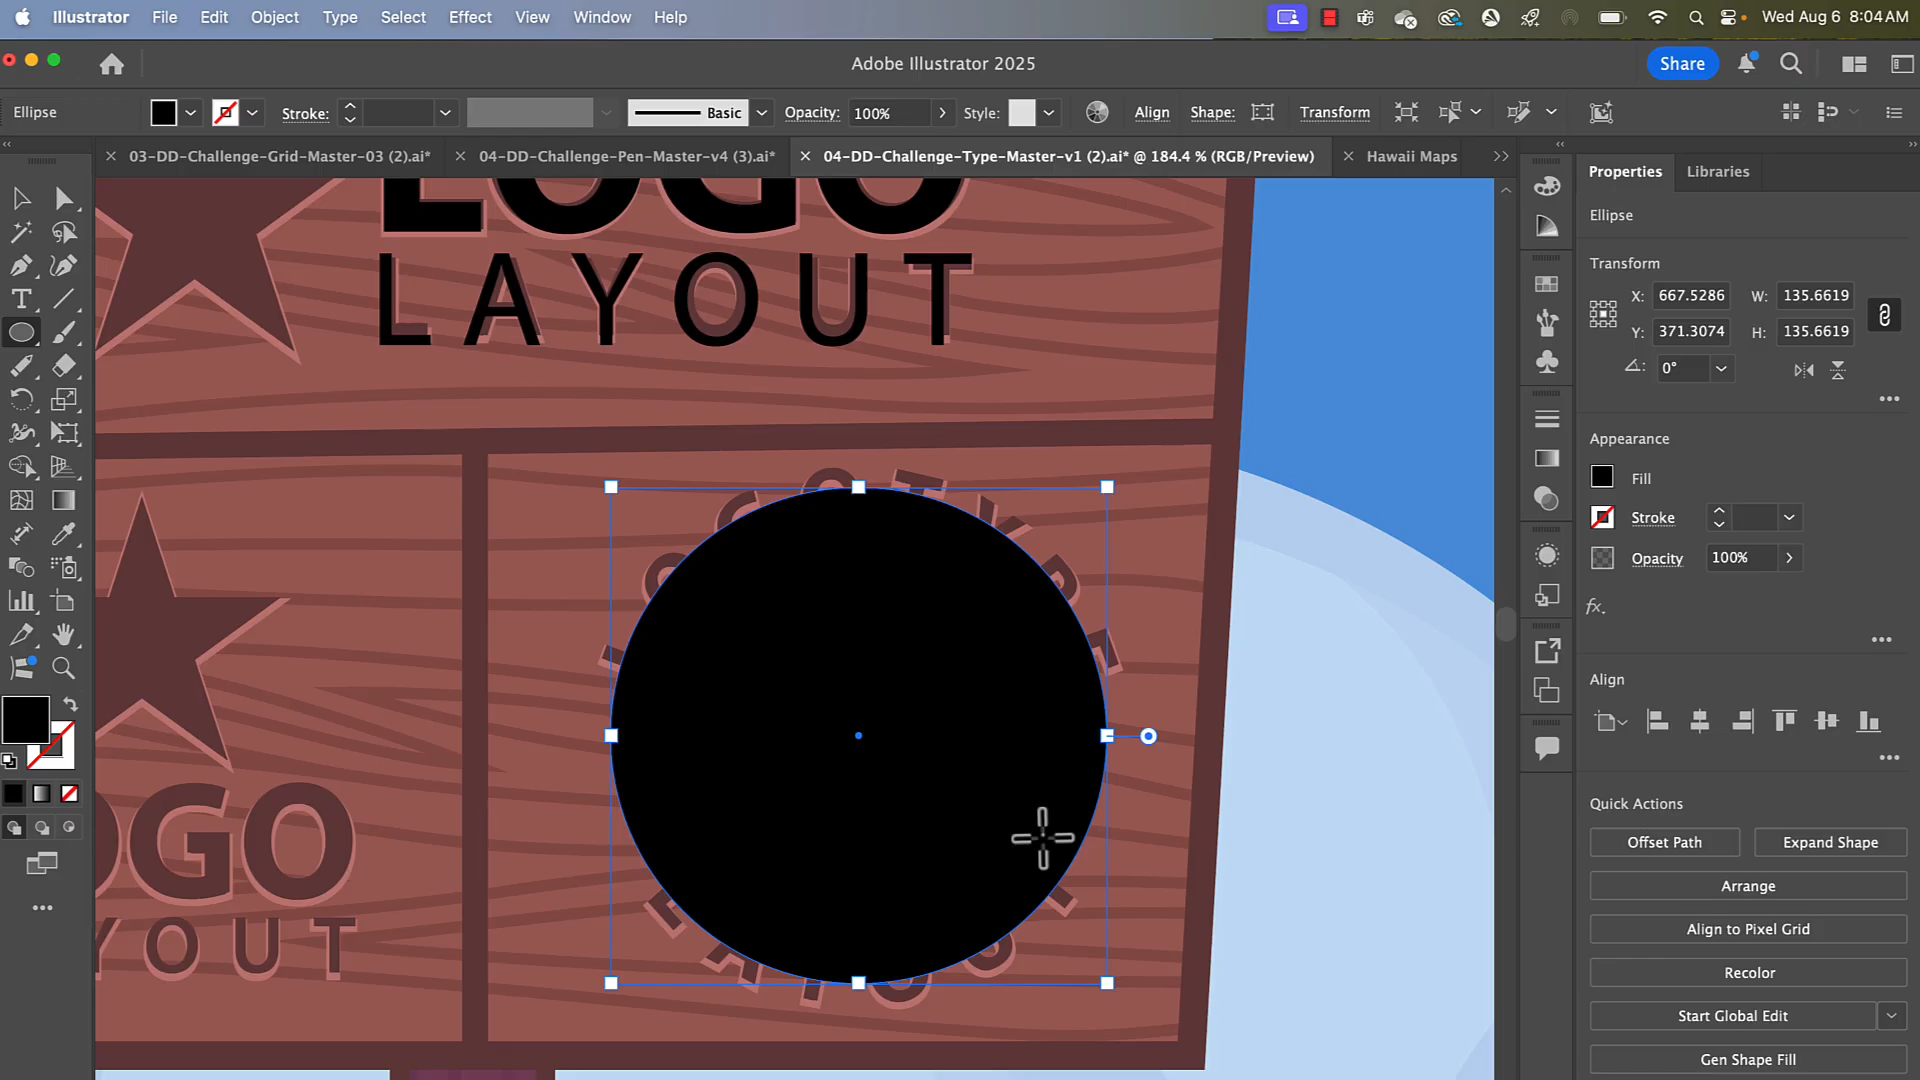 Illustrator File Edit Object Type Select Effect View Window Help Wed Aug 6 8:04 AM
Adobe Illustrator 2025 Share
Ellipse Stroke: Basic Opacity: 100% Style: Align Shape: Transform
03-DD-Challenge-Grid-Master-03 (2).ai* 04-DD-Challenge-Pen-Master-v4 (3).ai* 04-DD-Challenge-Type-Master-v1 (2).ai* @ 184.4 % (RGB/Preview) Hawaii Maps
Properties Libraries
Ellipse
Transform
X: 667.5286 W: 135.6619
Y: 371.3074 H: 135.6619
0°
Appearance
Fill
Stroke
Opacity 100%
fx.
Align
Quick Actions
Offset Path Expand Shape
Arrange
Align to Pixel Grid
Recolor
Start Global Edit
Gen Shape Fill
LOGO
LAYOUT
OGO
YOUT